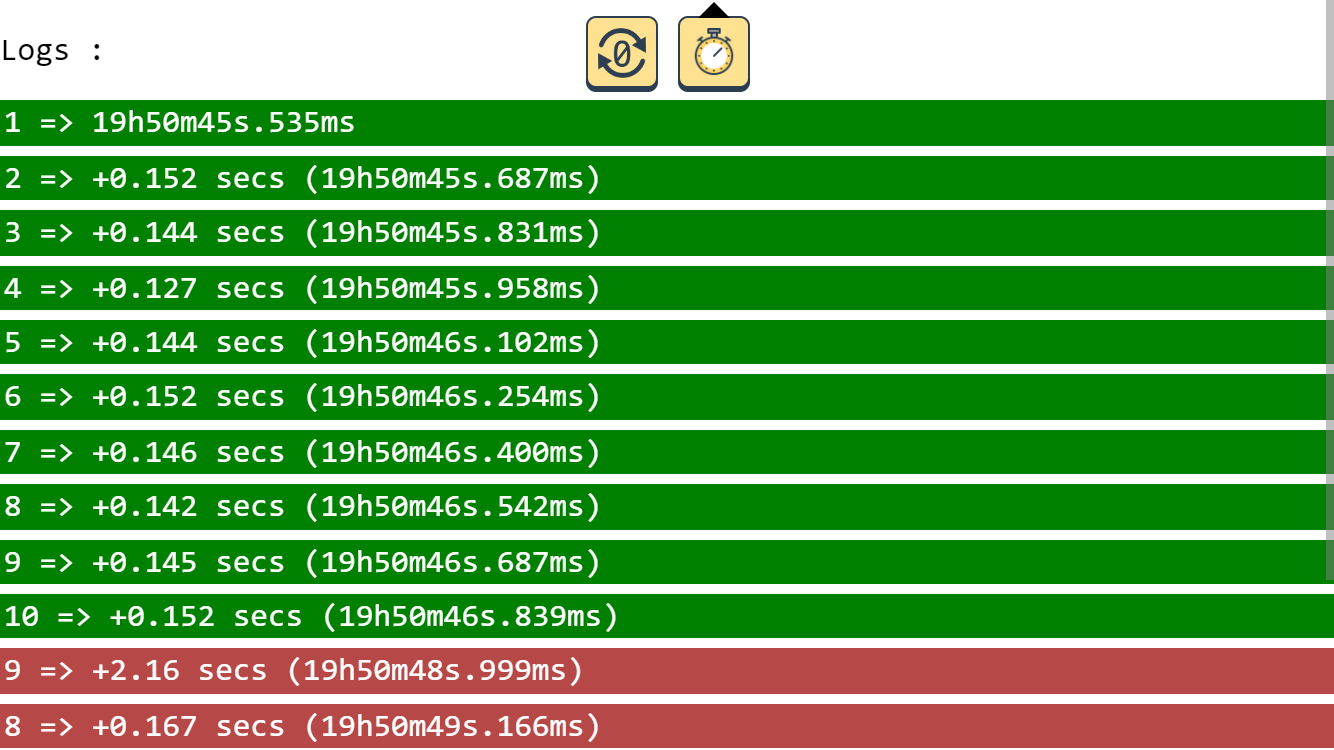 0
Logs :
1 => 19h50m45s.535ms
2 => +0.152 secs (19h50m45s.687ms)
3 => +0.144 secs (19h50m45s.831ms)
4 => +0.127 secs (19h50m45s.958ms)
5 => +0.144 secs (19h50m46s.102ms)
6 => +0.152 secs (19h50m46s.254ms)
7 => +0.146 secs (19h50m46s.400ms)
8 => +0.142 secs (19h50m46s.542ms)
9 => +0.145 secs (19h50m46s.687ms)
10 => +0.152 secs (19h50m46s.839ms)
9 => +2.16 secs (19h50m48s.999ms)
8 => +0.167 secs (19h50m49s.166ms)